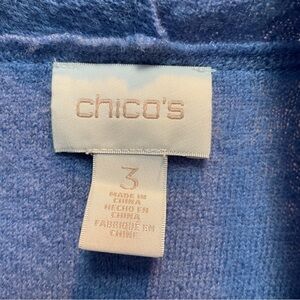 chico's
3
MADE IN
CHINA
HECHO EN
CHINA
FABRIQUÉ EN
CHINE